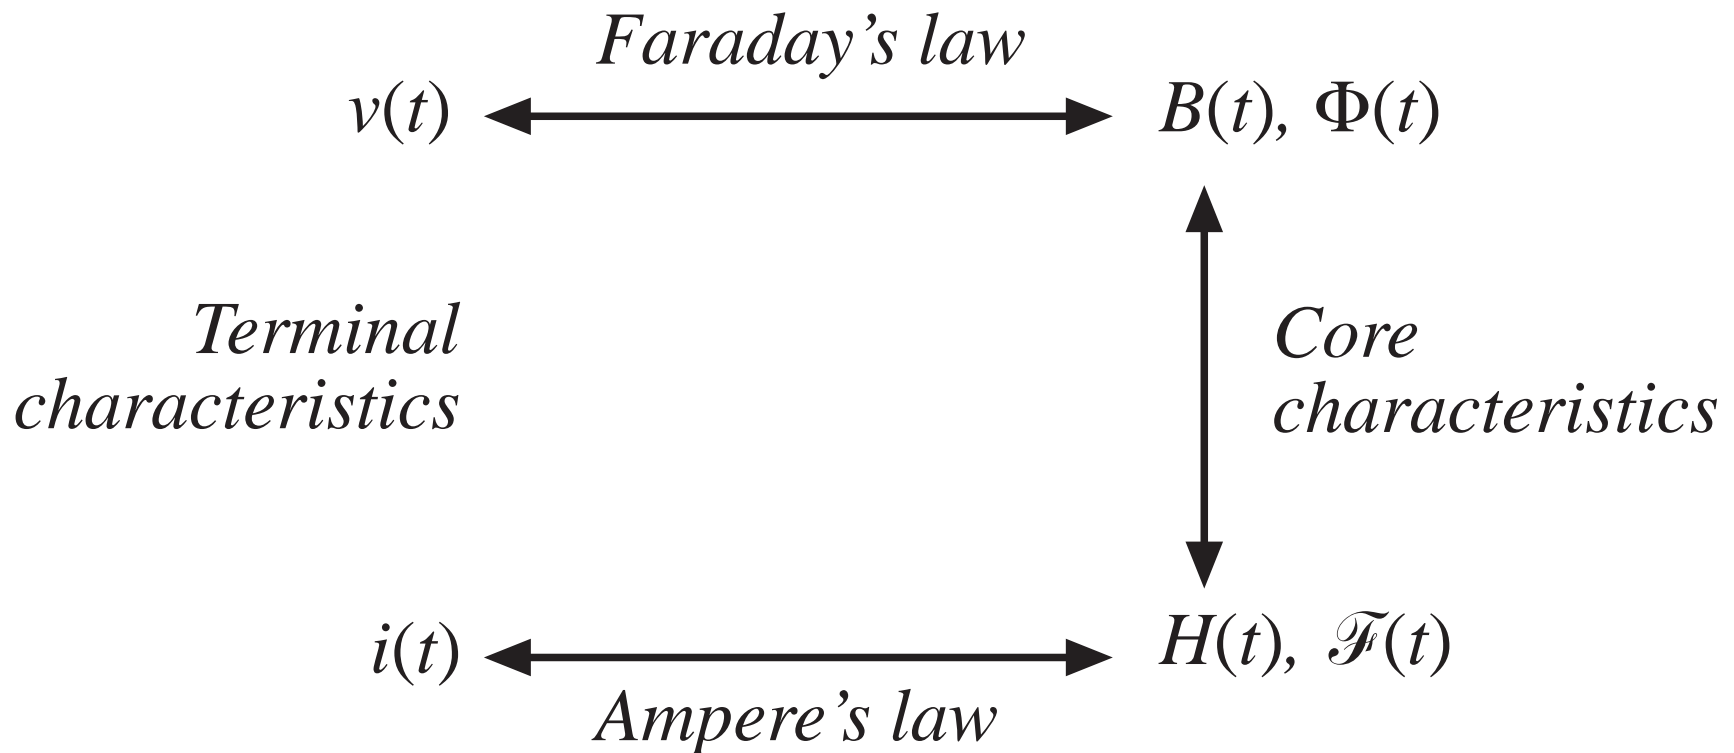 Faraday’s law
v(t)
B(t), Φ(t)
Terminal
characteristics
Core
characteristics
i(t)
H(t), ℱ(t)
Ampere’s law